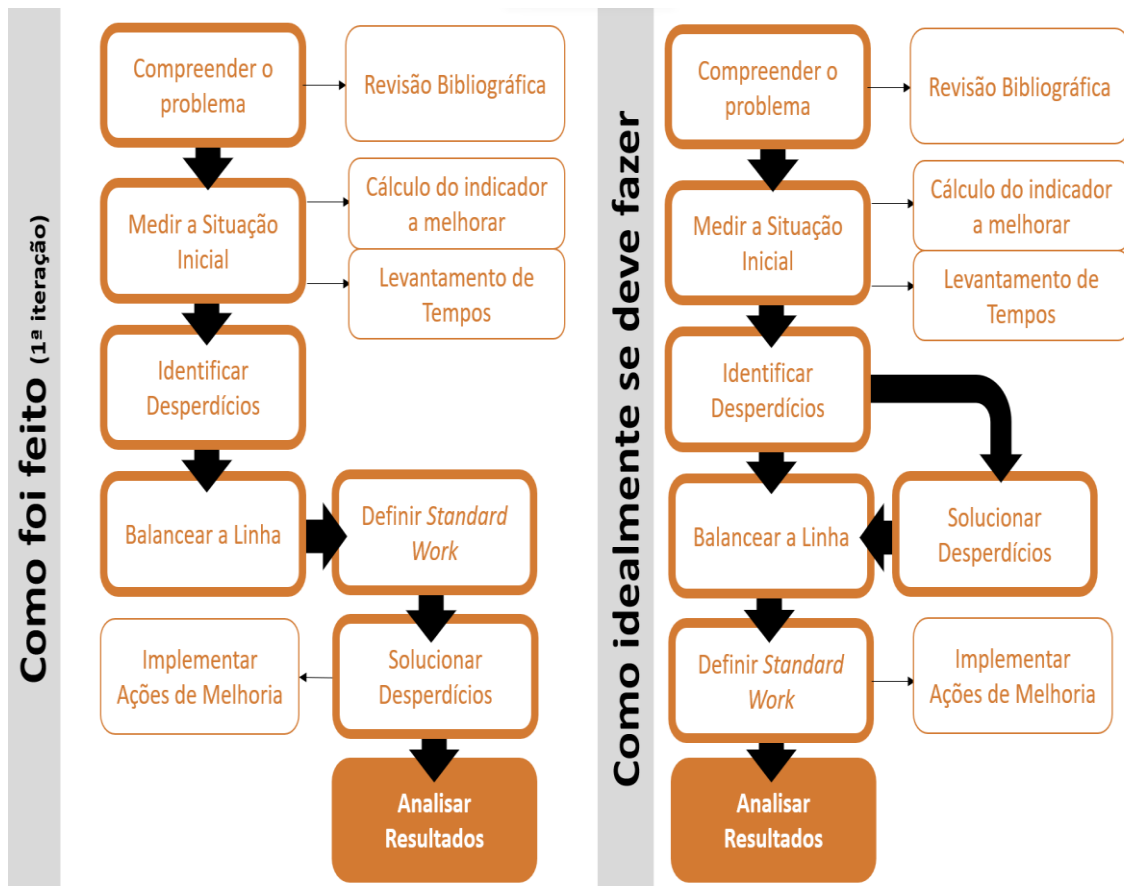 Como foi feito (1ª iteração)
Compreender o
problema
Revisão Bibliográfica
Medir a Situação
Inicial
Cálculo do indicador
a melhorar
Levantamento de
Tempos
Identificar
Desperdícios
Balancear a Linha
Definir Standard
Work
Implementar
Ações de Melhoria
Solucionar
Desperdícios
Analisar
Resultados
Como idealmente se deve fazer
Compreender o
problema
Revisão Bibliográfica
Medir a Situação
Inicial
Cálculo do indicador
a melhorar
Levantamento de
Tempos
Identificar
Desperdícios
Balancear a Linha
Solucionar
Desperdícios
Definir Standard
Work
Implementar
Ações de Melhoria
Analisar
Resultados